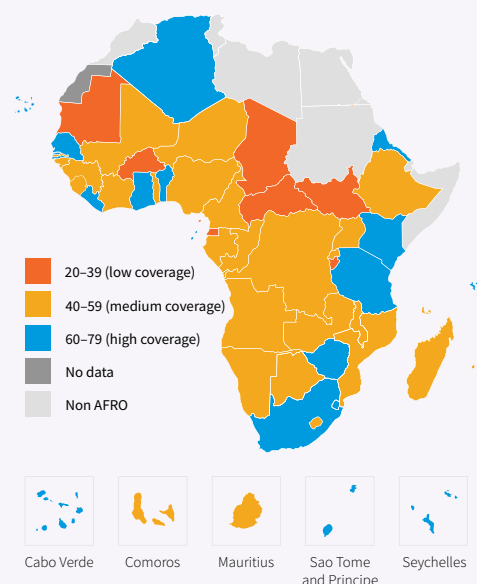 20–39 (low coverage)
40–59 (medium coverage)
60–79 (high coverage)
No data
Non AFRO
Cabo Verde
Comoros
Mauritius
Sao Tome
and Principe
Seychelles